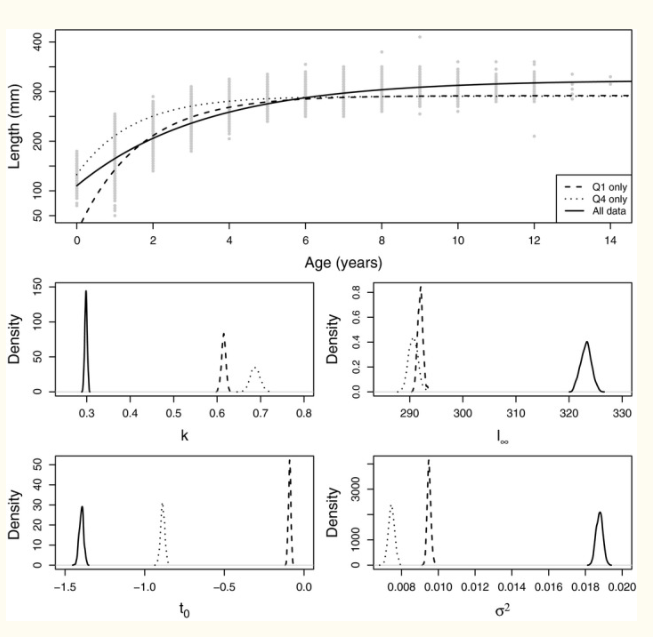 400
300
200
100
50
Length (mm)
Q1 only
Q4 only
All data
0 2 4 6 8 10 12 14
Age (years)
150
100
50
0
Density
0.3 0.4 0.5 0.6 0.7 0.8
k
0.8
0.6
0.4
0.2
0.0
Density
290 300 310 320 330
l∞
50
40
30
20
10
0
Density
−1.5 −1.0 −0.5 0.0
t0
3000
1000
0
Density
0.008 0.010 0.012 0.014 0.016 0.018 0.020
σ2